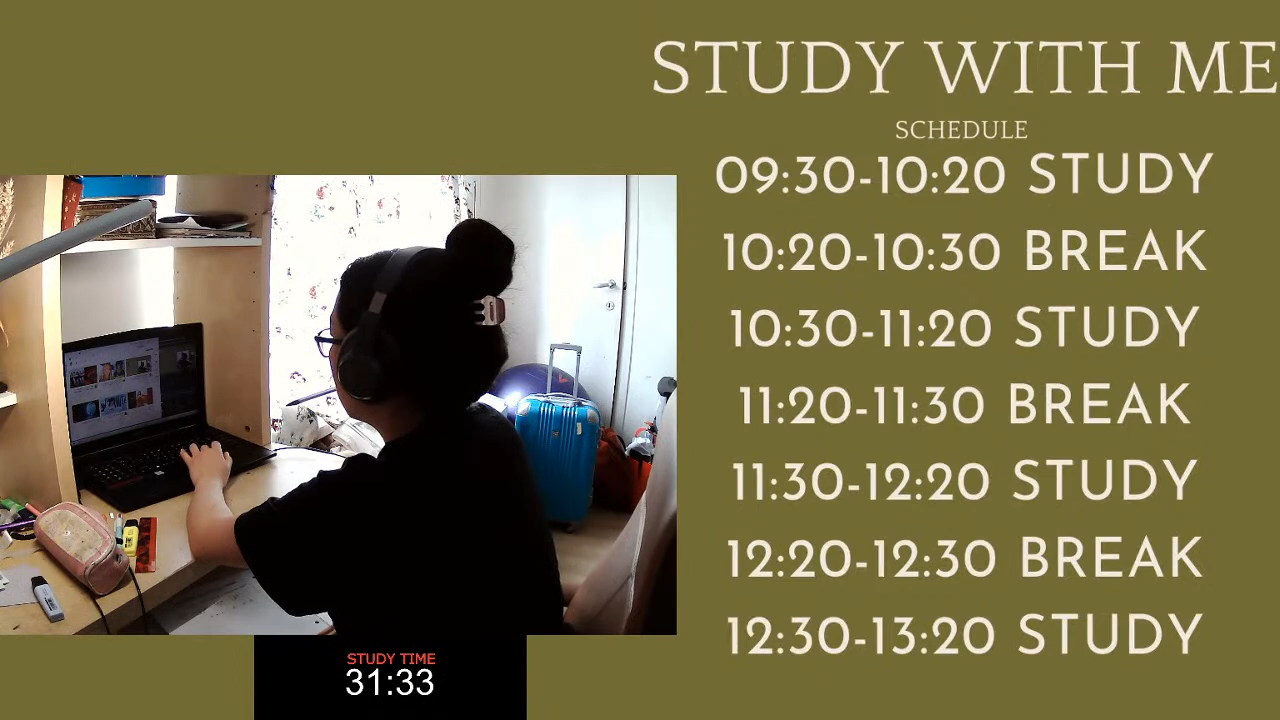 STUDY WITH ME
SCHEDULE
09:30-10:20 STUDY
10:20-10:30 BREAK
10:30-11:20 STUDY
11:20-11:30 BREAK
11:30-12:20 STUDY
12:20-12:30 BREAK
12:30-13:20 STUDY
STUDY TIME
31:33